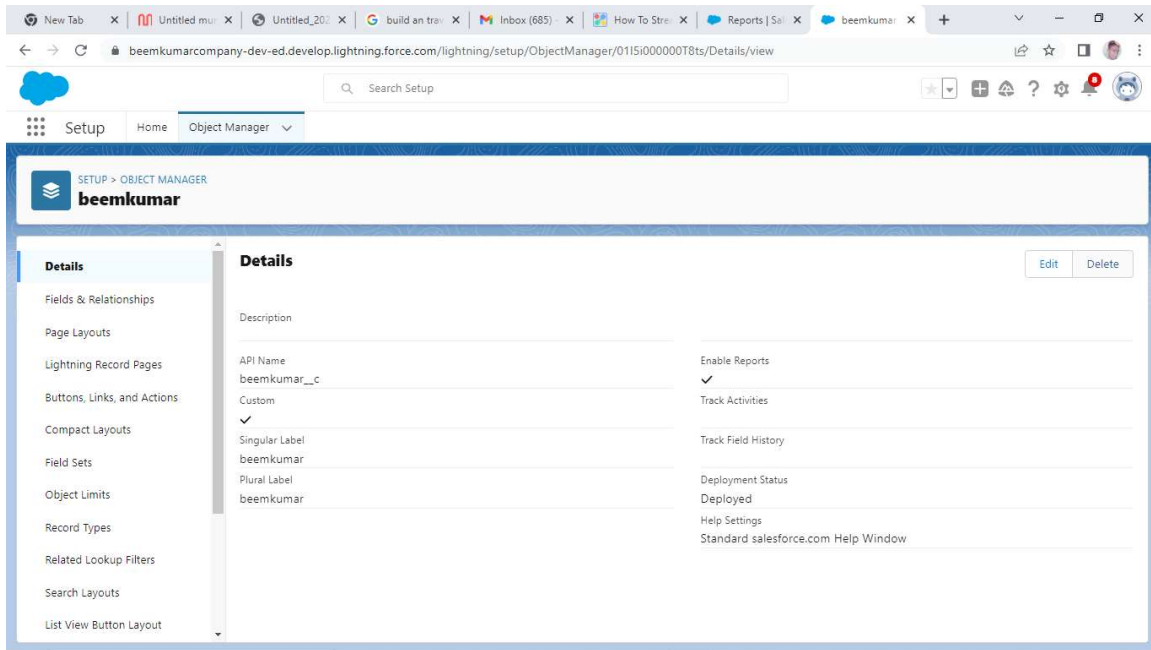 New Tab
Untitled mur
Untitled_202
build an trav
Inbox (685) -
How To Strea
Reports | Sal
beemkumar
beemkumarcompany-dev-ed.develop.lightning.force.com/lightning/setup/ObjectManager/01I5i000000T8ts/Details/view
Search Setup
Setup
Home
Object Manager
SETUP > OBJECT MANAGER
beemkumar
Details
Fields & Relationships
Page Layouts
Lightning Record Pages
Buttons, Links, and Actions
Compact Layouts
Field Sets
Object Limits
Record Types
Related Lookup Filters
Search Layouts
List View Button Layout
Details
Edit
Delete
Description
API Name
beemkumar__c
Custom
Singular Label
beemkumar
Plural Label
beemkumar
Enable Reports
Track Activities
Track Field History
Deployment Status
Deployed
Help Settings
Standard salesforce.com Help Window